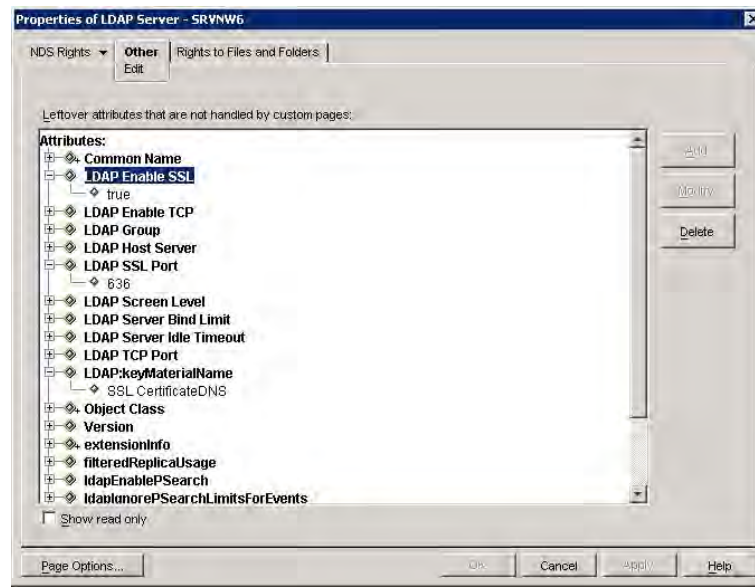 Properties of LDAP Server - SRVNW6
NDS Rights Other Rights to Files and Folders
Edit
Leftover attributes that are not handled by custom pages:
Attributes:
Common Name
LDAP Enable SSL
true
LDAP Enable TCP
LDAP Group
LDAP Host Server
LDAP SSL Port
636
LDAP Screen Level
LDAP Server Bind Limit
LDAP Server Idle Timeout
LDAP TCP Port
LDAP:keyMaterialName
SSL CertificateDNS
Object Class
Version
extensionInfo
filteredReplicaUsage
ldapEnablePSearch
ldapIgnorePSearchLimitsForEvents
Add
Modify
Delete
Show read only
Page Options... OK Cancel Apply Help